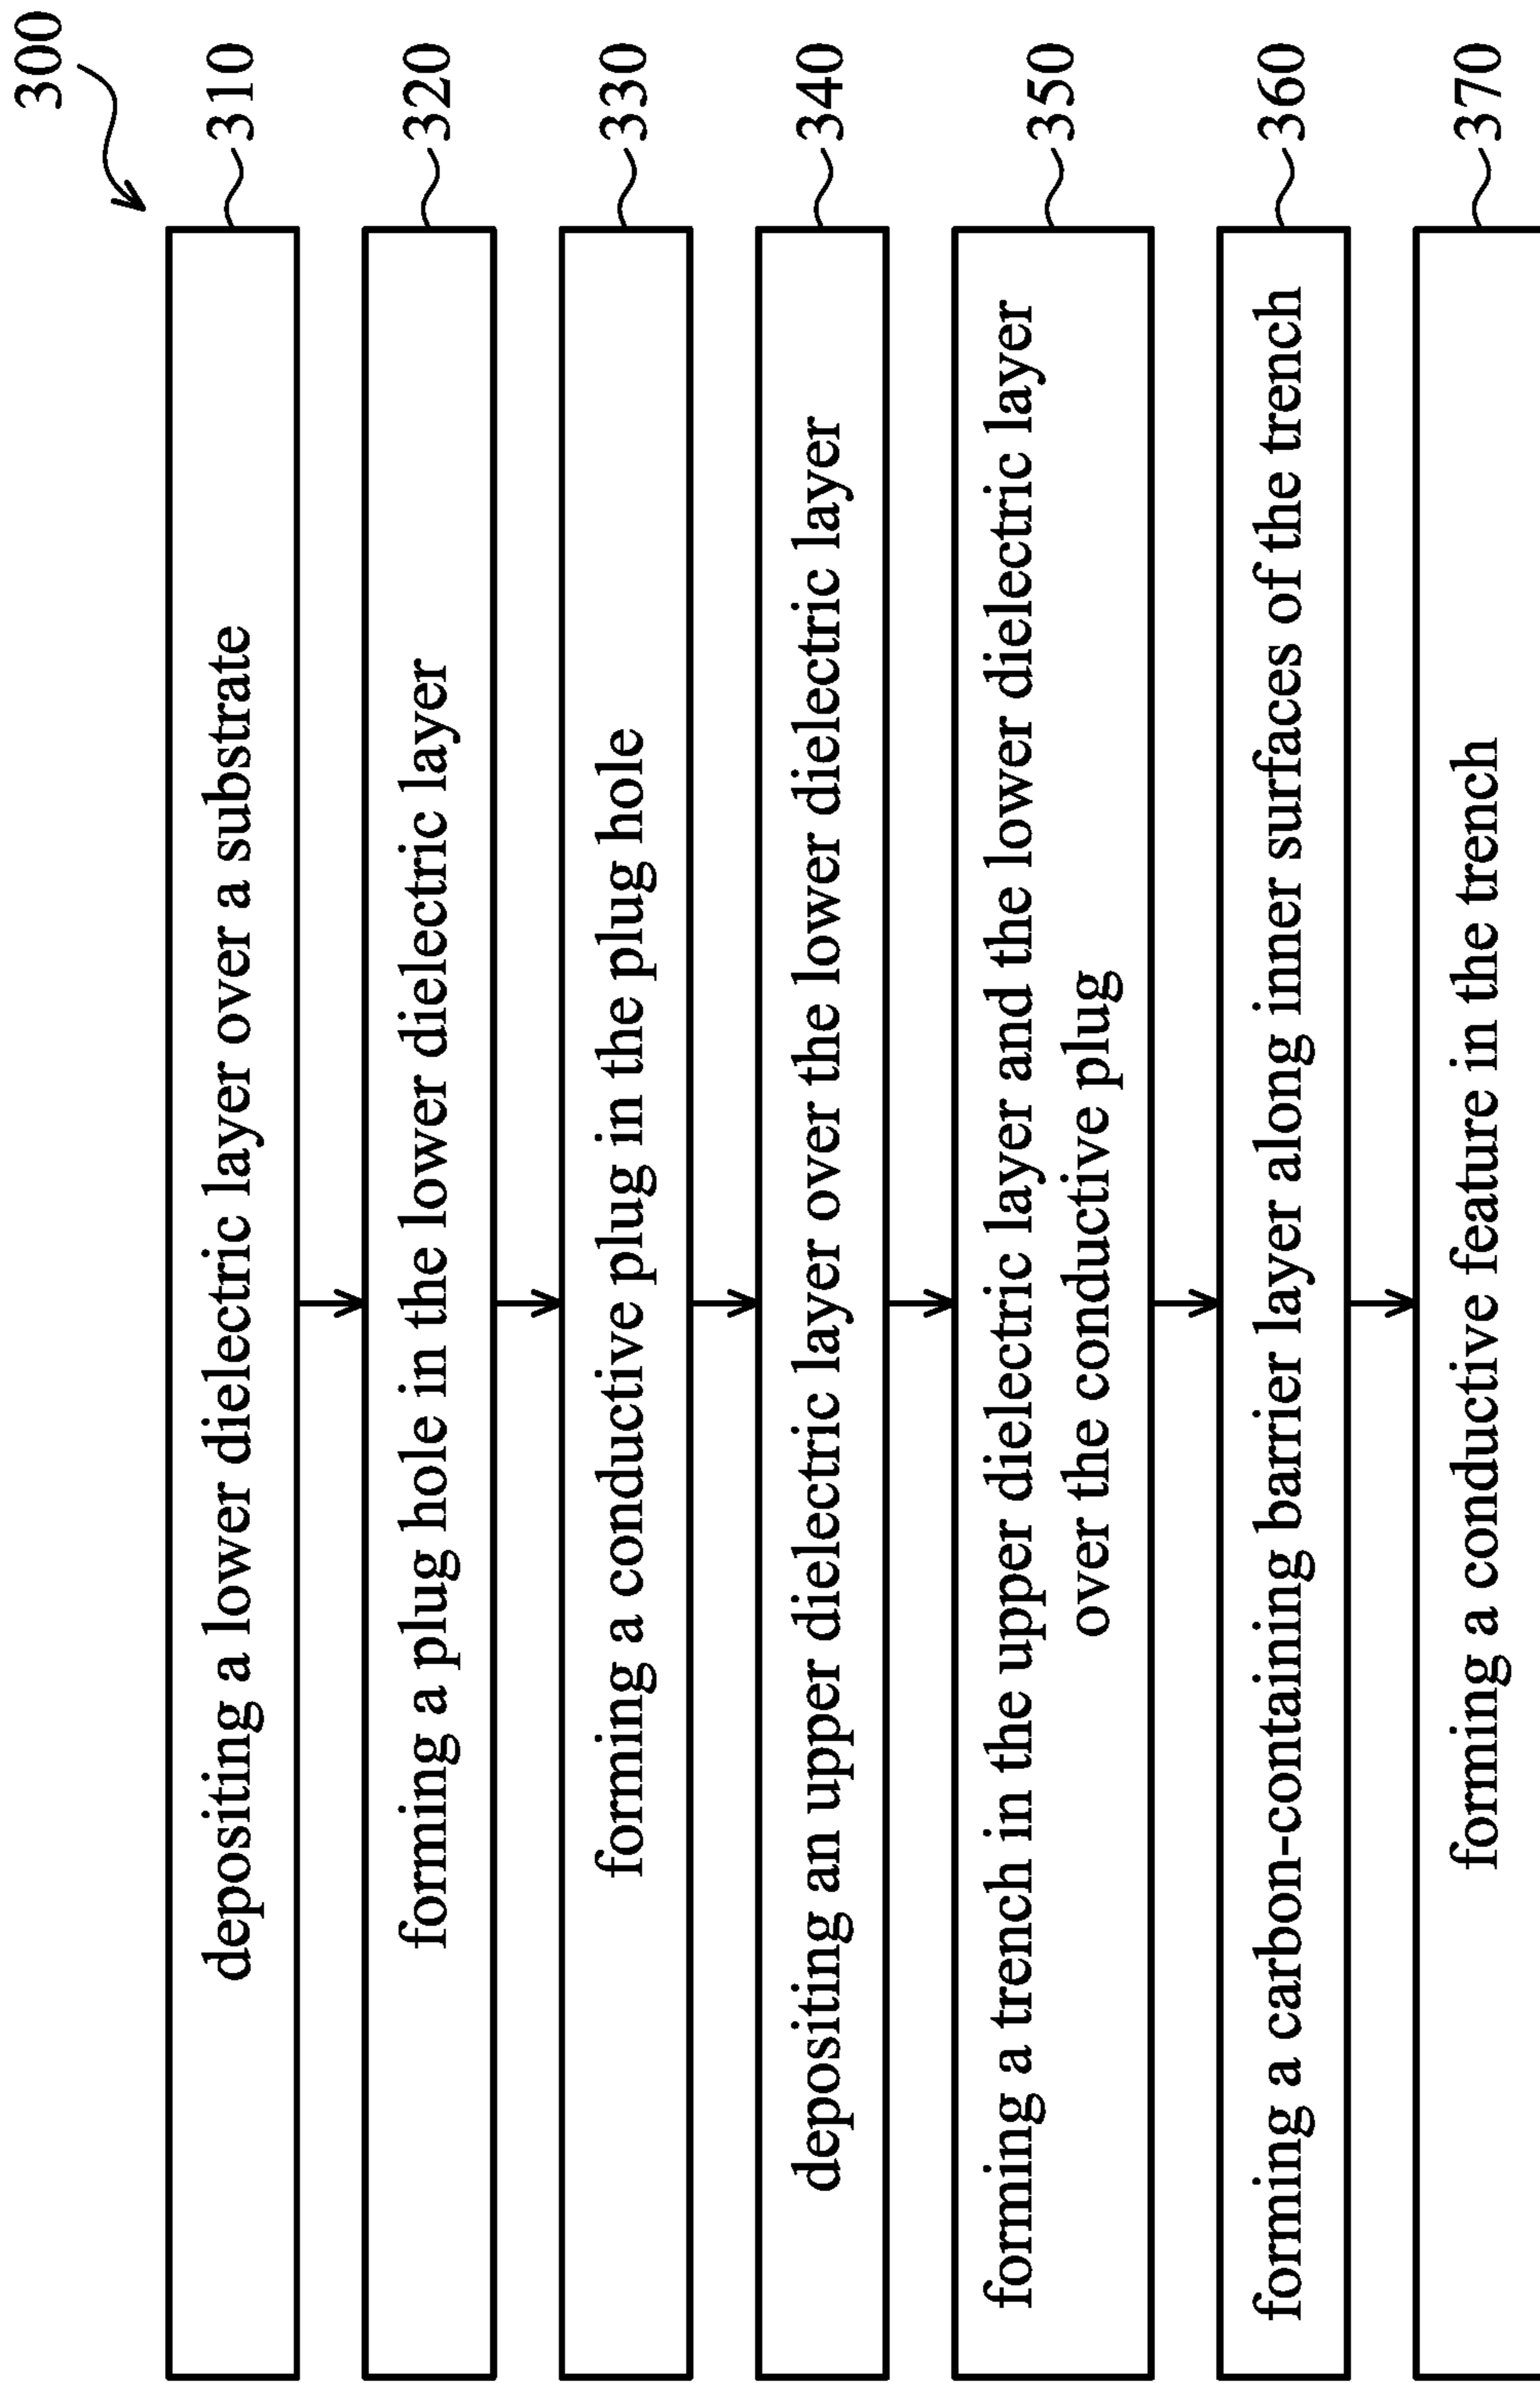 300
depositing a lower dielectric layer over a substrate
310
forming a plug hole in the lower dielectric layer
320
forming a conductive plug in the plug hole
330
depositing an upper dielectric layer over the lower dielectric layer
340
forming a trench in the upper dielectric layer and the lower dielectric layer
over the conductive plug
350
forming a carbon-containing barrier layer along inner surfaces of the trench
360
forming a conductive feature in the trench
370